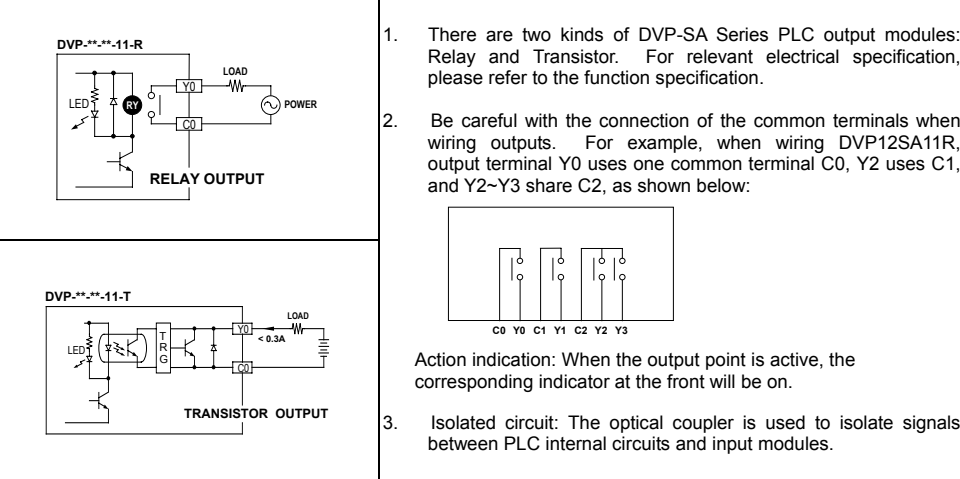 DVP-**-**-11-R
LOAD
Y0
LED
RY
POWER
C0
RELAY OUTPUT
DVP-**-**-11-T
LOAD
Y0
< 0.3A
LED
T
R
G
C0
TRANSISTOR OUTPUT
1. There are two kinds of DVP-SA Series PLC output modules:
Relay and Transistor. For relevant electrical specification,
please refer to the function specification.
2. Be careful with the connection of the common terminals when
wiring outputs. For example, when wiring DVP12SA11R,
output terminal Y0 uses one common terminal C0, Y2 uses C1,
and Y2~Y3 share C2, as shown below:
C0 Y0 C1 Y1 C2 Y2 Y3
Action indication: When the output point is active, the
corresponding indicator at the front will be on.
3. Isolated circuit: The optical coupler is used to isolate signals
between PLC internal circuits and input modules.